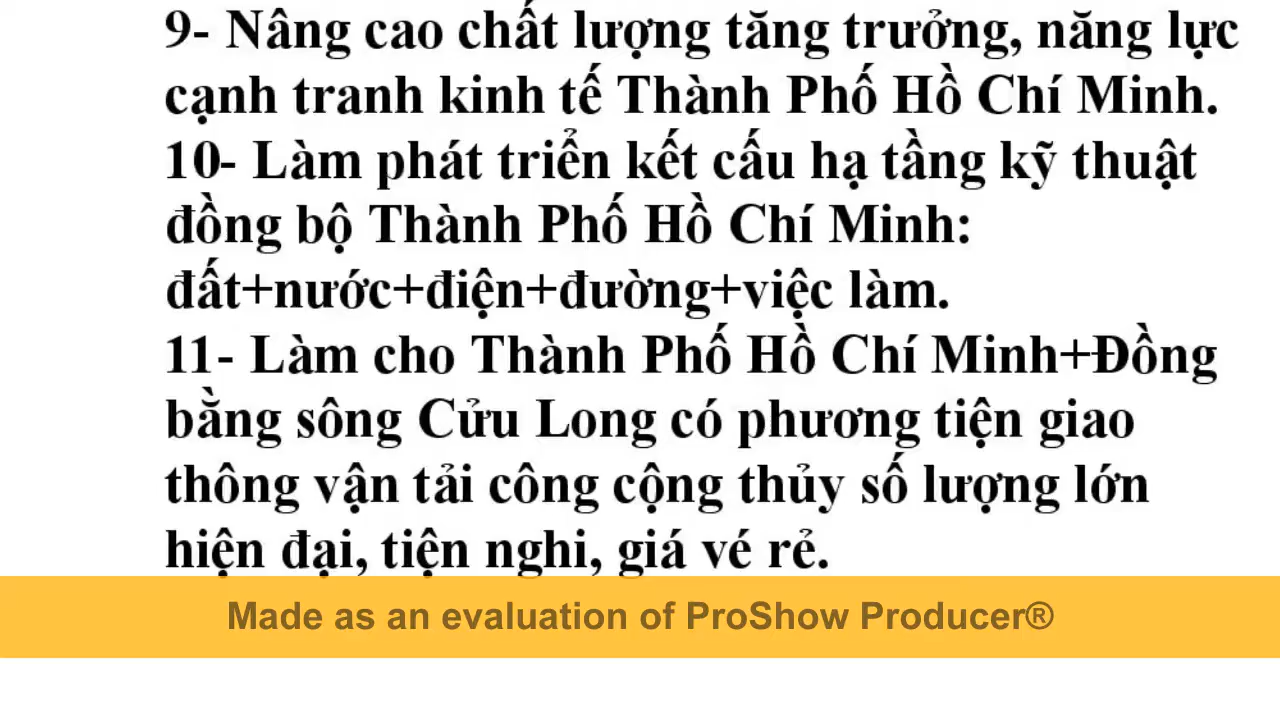 9- Nâng cao chất lượng tăng trưởng, năng lực
cạnh tranh kinh tế Thành Phố Hồ Chí Minh.
10- Làm phát triển kết cấu hạ tầng kỹ thuật
đồng bộ Thành Phố Hồ Chí Minh:
đất+nước+điện+đường+việc làm.
11- Làm cho Thành Phố Hồ Chí Minh+Đồng
bằng sông Cửu Long có phương tiện giao
thông vận tải công cộng thủy số lượng lớn
hiện đại, tiện nghi, giá vé rẻ.
Made as an evaluation of ProShow Producer®